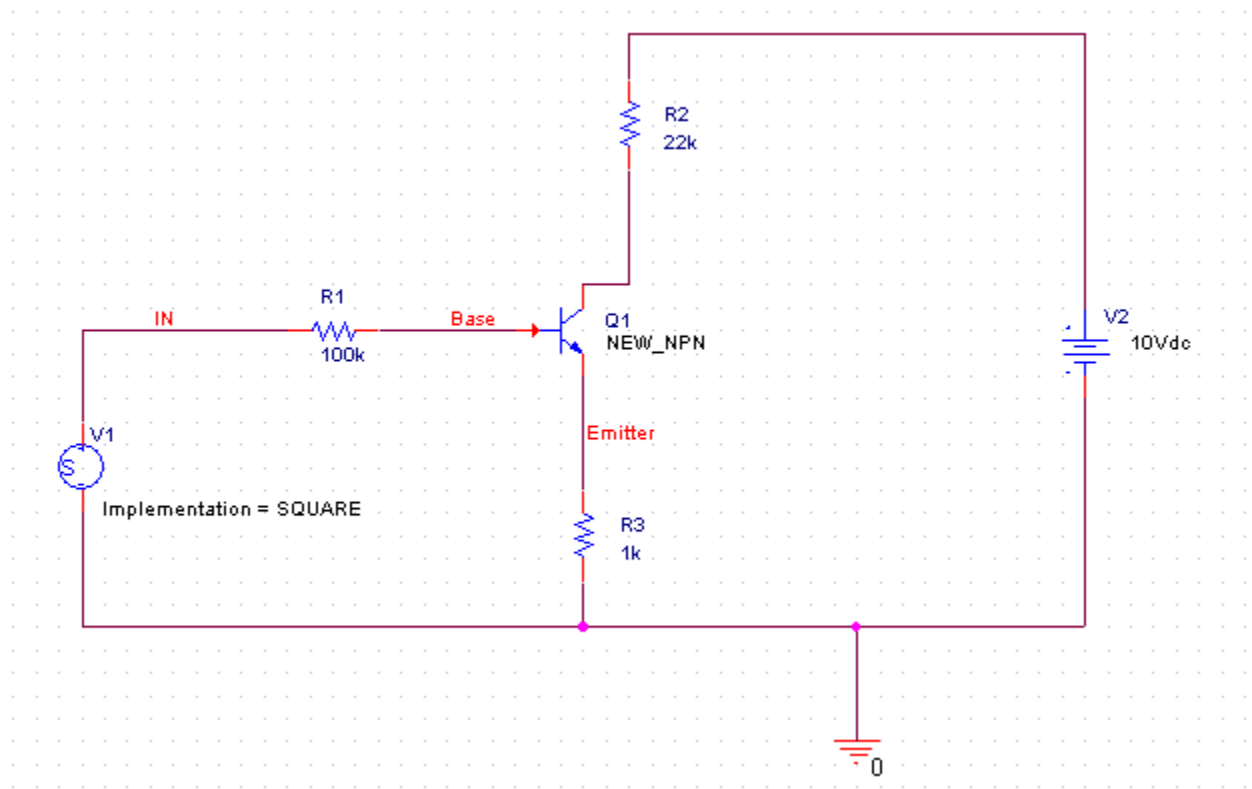 R2
22k
R1
IN
Base
100k
Q1
NEW_NPN
V2
10Vdc
V1
S
Emitter
Implementation = SQUARE
R3
1k
0